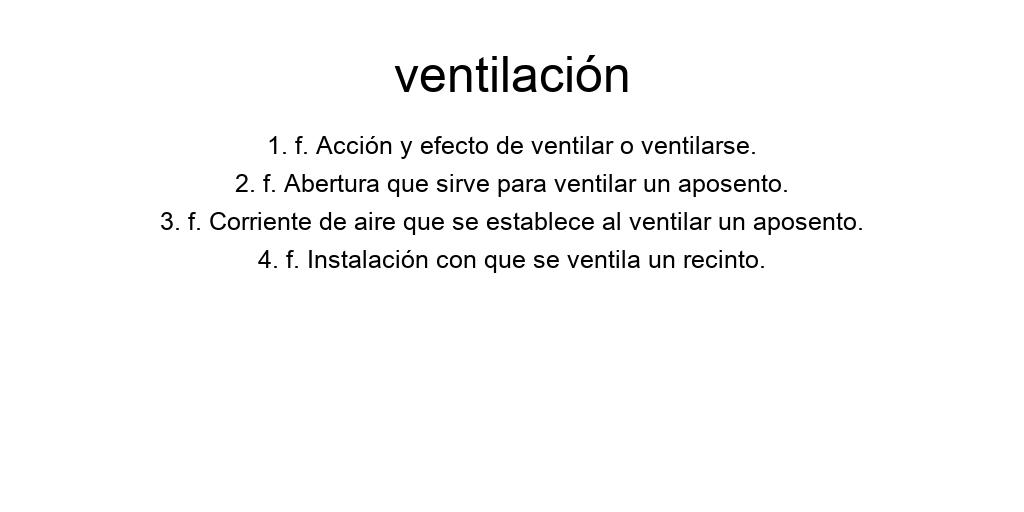 ventilación
1. f. Acción y efecto de ventilar o ventilarse.
2. f. Abertura que sirve para ventilar un aposento.
3. f. Corriente de aire que se establece al ventilar un aposento.
4. f. Instalación con que se ventila un recinto.